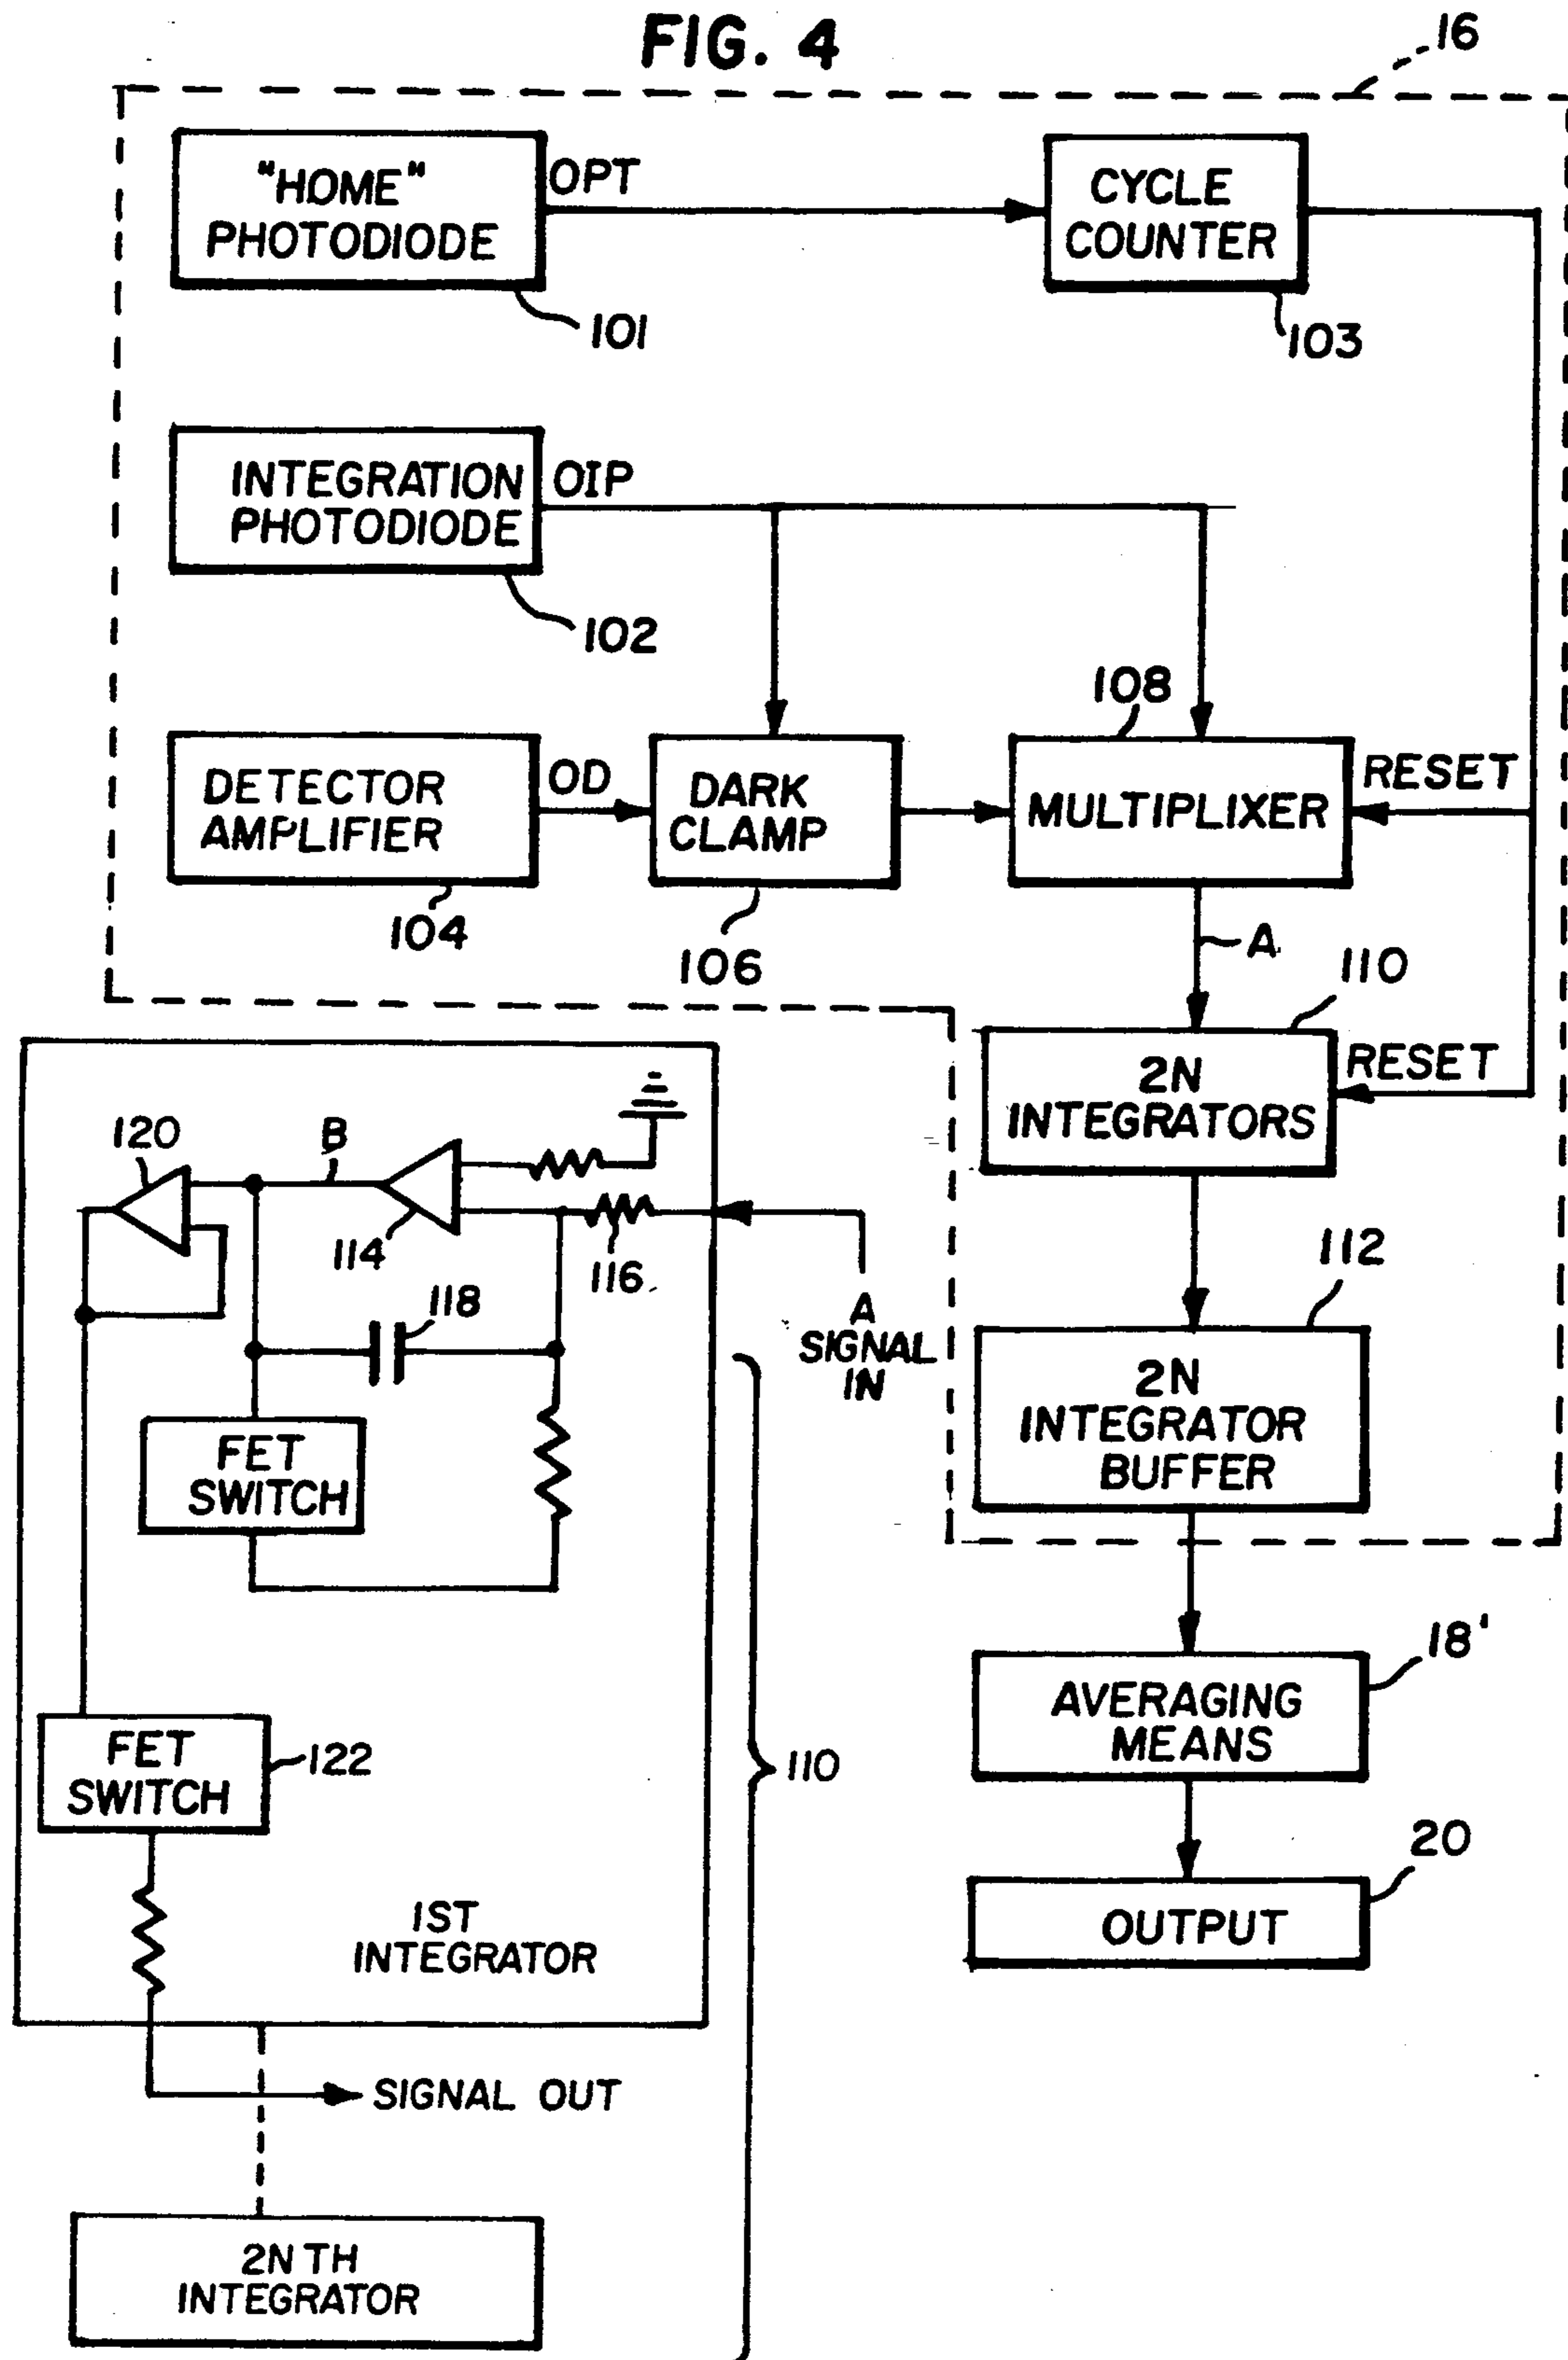 FIG. 4
16
"HOME"
PHOTODIODE
OPT
CYCLE
COUNTER
101
103
INTEGRATION
PHOTODIODE
OIP
102
108
DETECTOR
AMPLIFIER
OD
DARK
CLAMP
MULTIPLIXER
RESET
104
106
A
110
2N
INTEGRATORS
RESET
120
B
114
116
118
A
SIGNAL
IN
112
2N
INTEGRATOR
BUFFER
FET
SWITCH
18'
AVERAGING
MEANS
FET
SWITCH
122
110
20
OUTPUT
1ST
INTEGRATOR
SIGNAL OUT
2N TH
INTEGRATOR